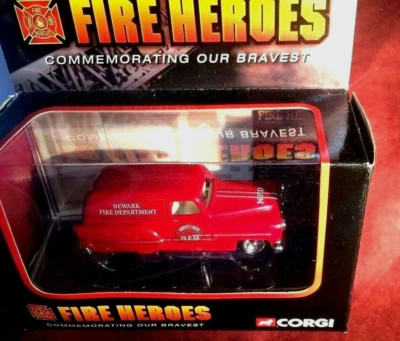 FIRE HEROES
COMMEMORATING OUR BRAVEST
NEWARK
FIRE DEPARTMENT
N.F.D.
FIRE HEROES
COMMEMORATING OUR BRAVEST
CORGI